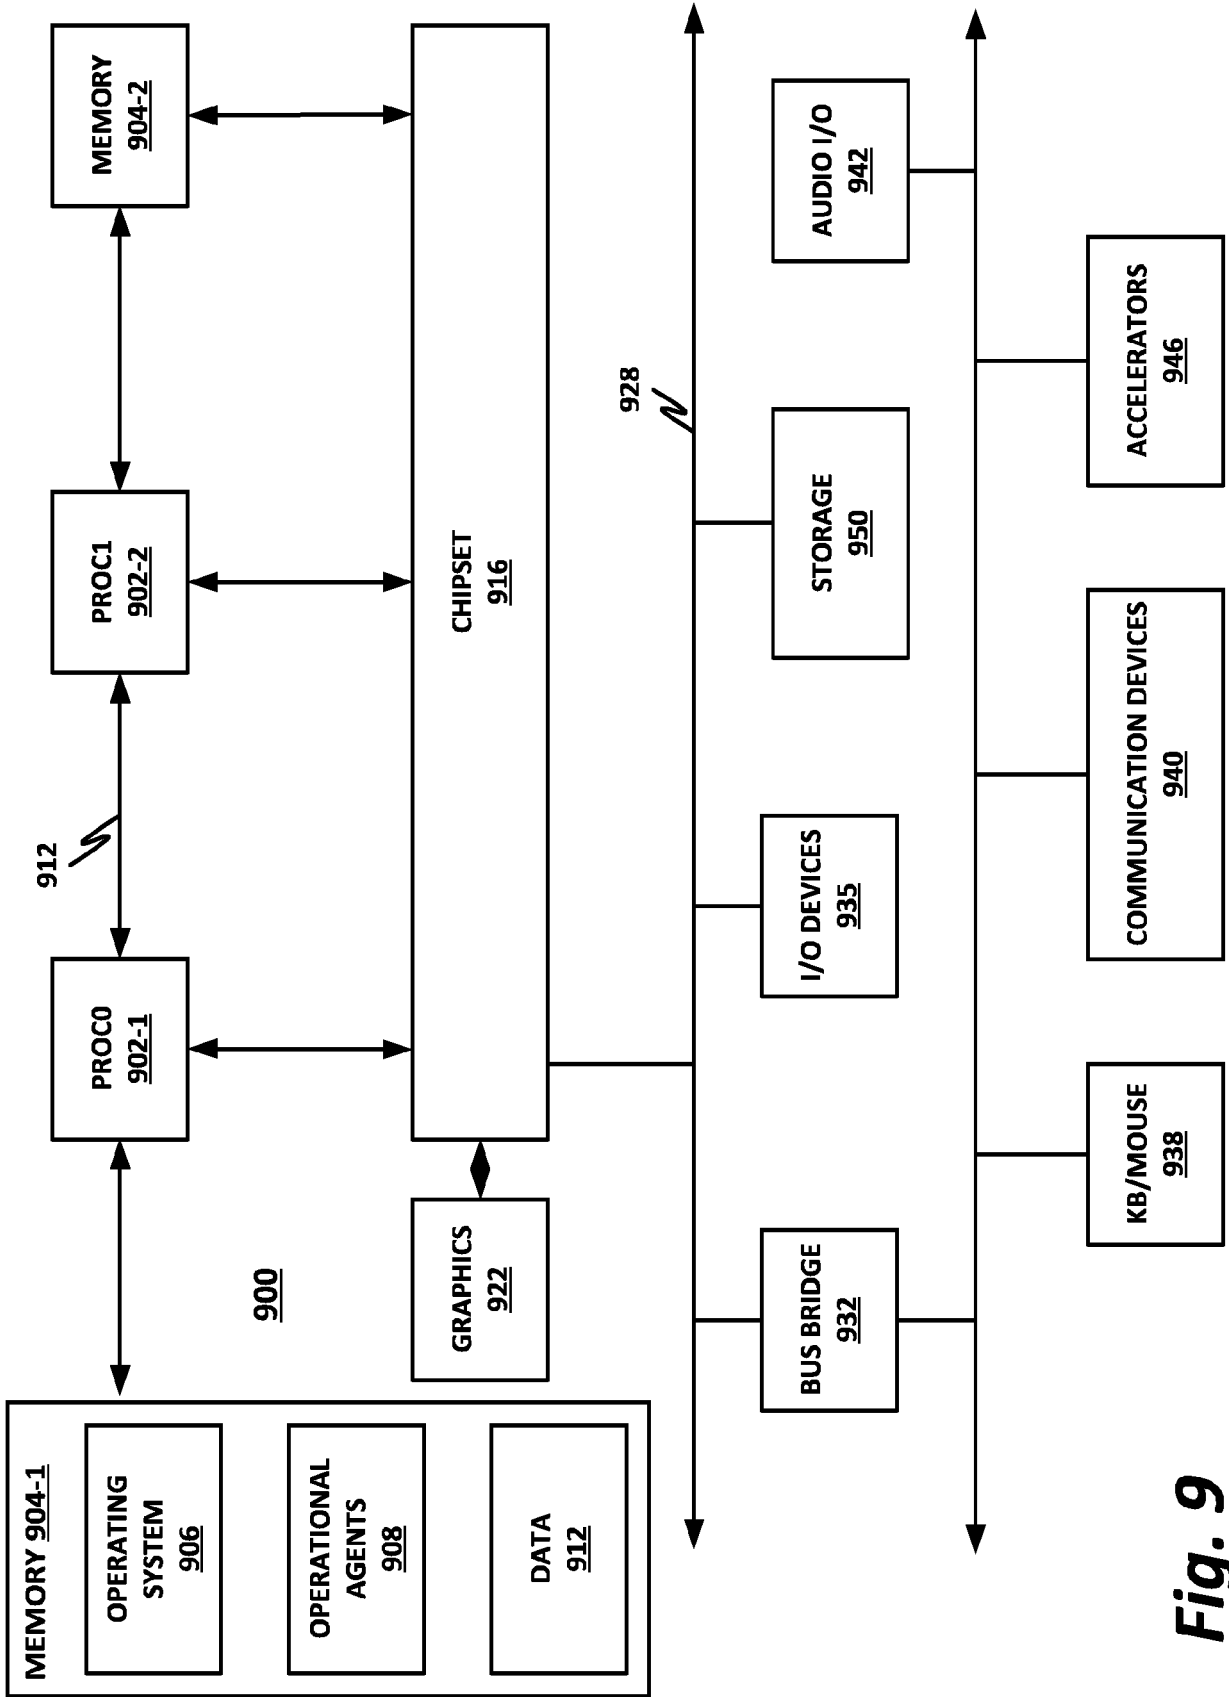 MEMORY 904-1
OPERATING
SYSTEM
906
OPERATIONAL
AGENTS
908
DATA
912
900
PROC0
902-1
912
PROC1
902-2
MEMORY
904-2
GRAPHICS
922
CHIPSET
916
928
BUS BRIDGE
932
I/O DEVICES
935
STORAGE
950
AUDIO I/O
942
KB/MOUSE
938
COMMUNICATION DEVICES
940
ACCELERATORS
946
Fig. 9